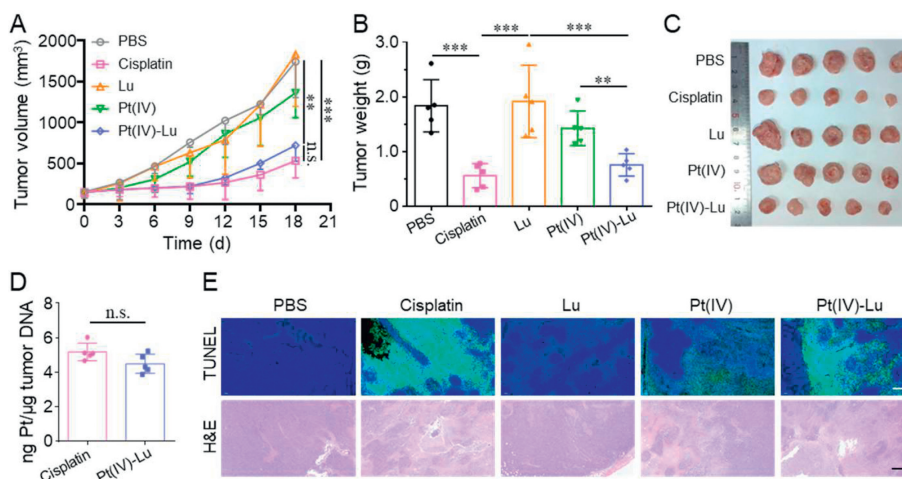 A
Tumor volume (mm³)
2000
1500
1000
500
0
0 3 6 9 12 15 18 21
Time (d)
PBS
Cisplatin
Lu
Pt(IV)
Pt(IV)-Lu
**
***
n.s.
B
Tumor weight (g)
3.0
2.0
1.0
0
*** *** ***
**
PBS
Cisplatin
Lu
Pt(IV)
Pt(IV)-Lu
C
PBS
Cisplatin
Lu
Pt(IV)
Pt(IV)-Lu
D
ng Pt/μg tumor DNA
8
6
4
2
0
n.s.
Cisplatin
Pt(IV)-Lu
E
PBS Cisplatin Lu Pt(IV) Pt(IV)-Lu
TUNEL
H&E